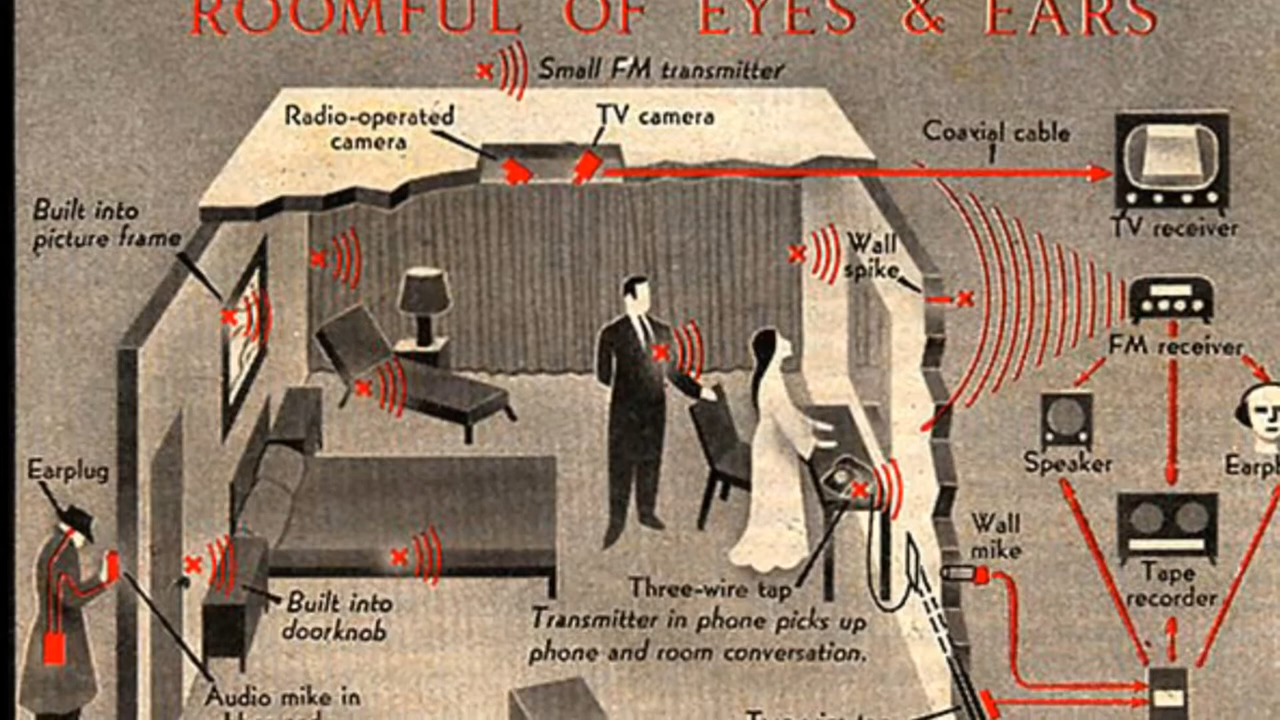 ROOMFUL OF EYES & EARS
Small FM transmitter
Radio-operated
camera
TV camera
Coaxial cable
Built into
picture frame
Wall
spike
TV receiver
FM receiver
Earplug
Speaker
Wall
mike
Tape
recorder
Three-wire tap
Transmitter in phone picks up
phone and room conversation.
Built into
doorknob
Audio mike in